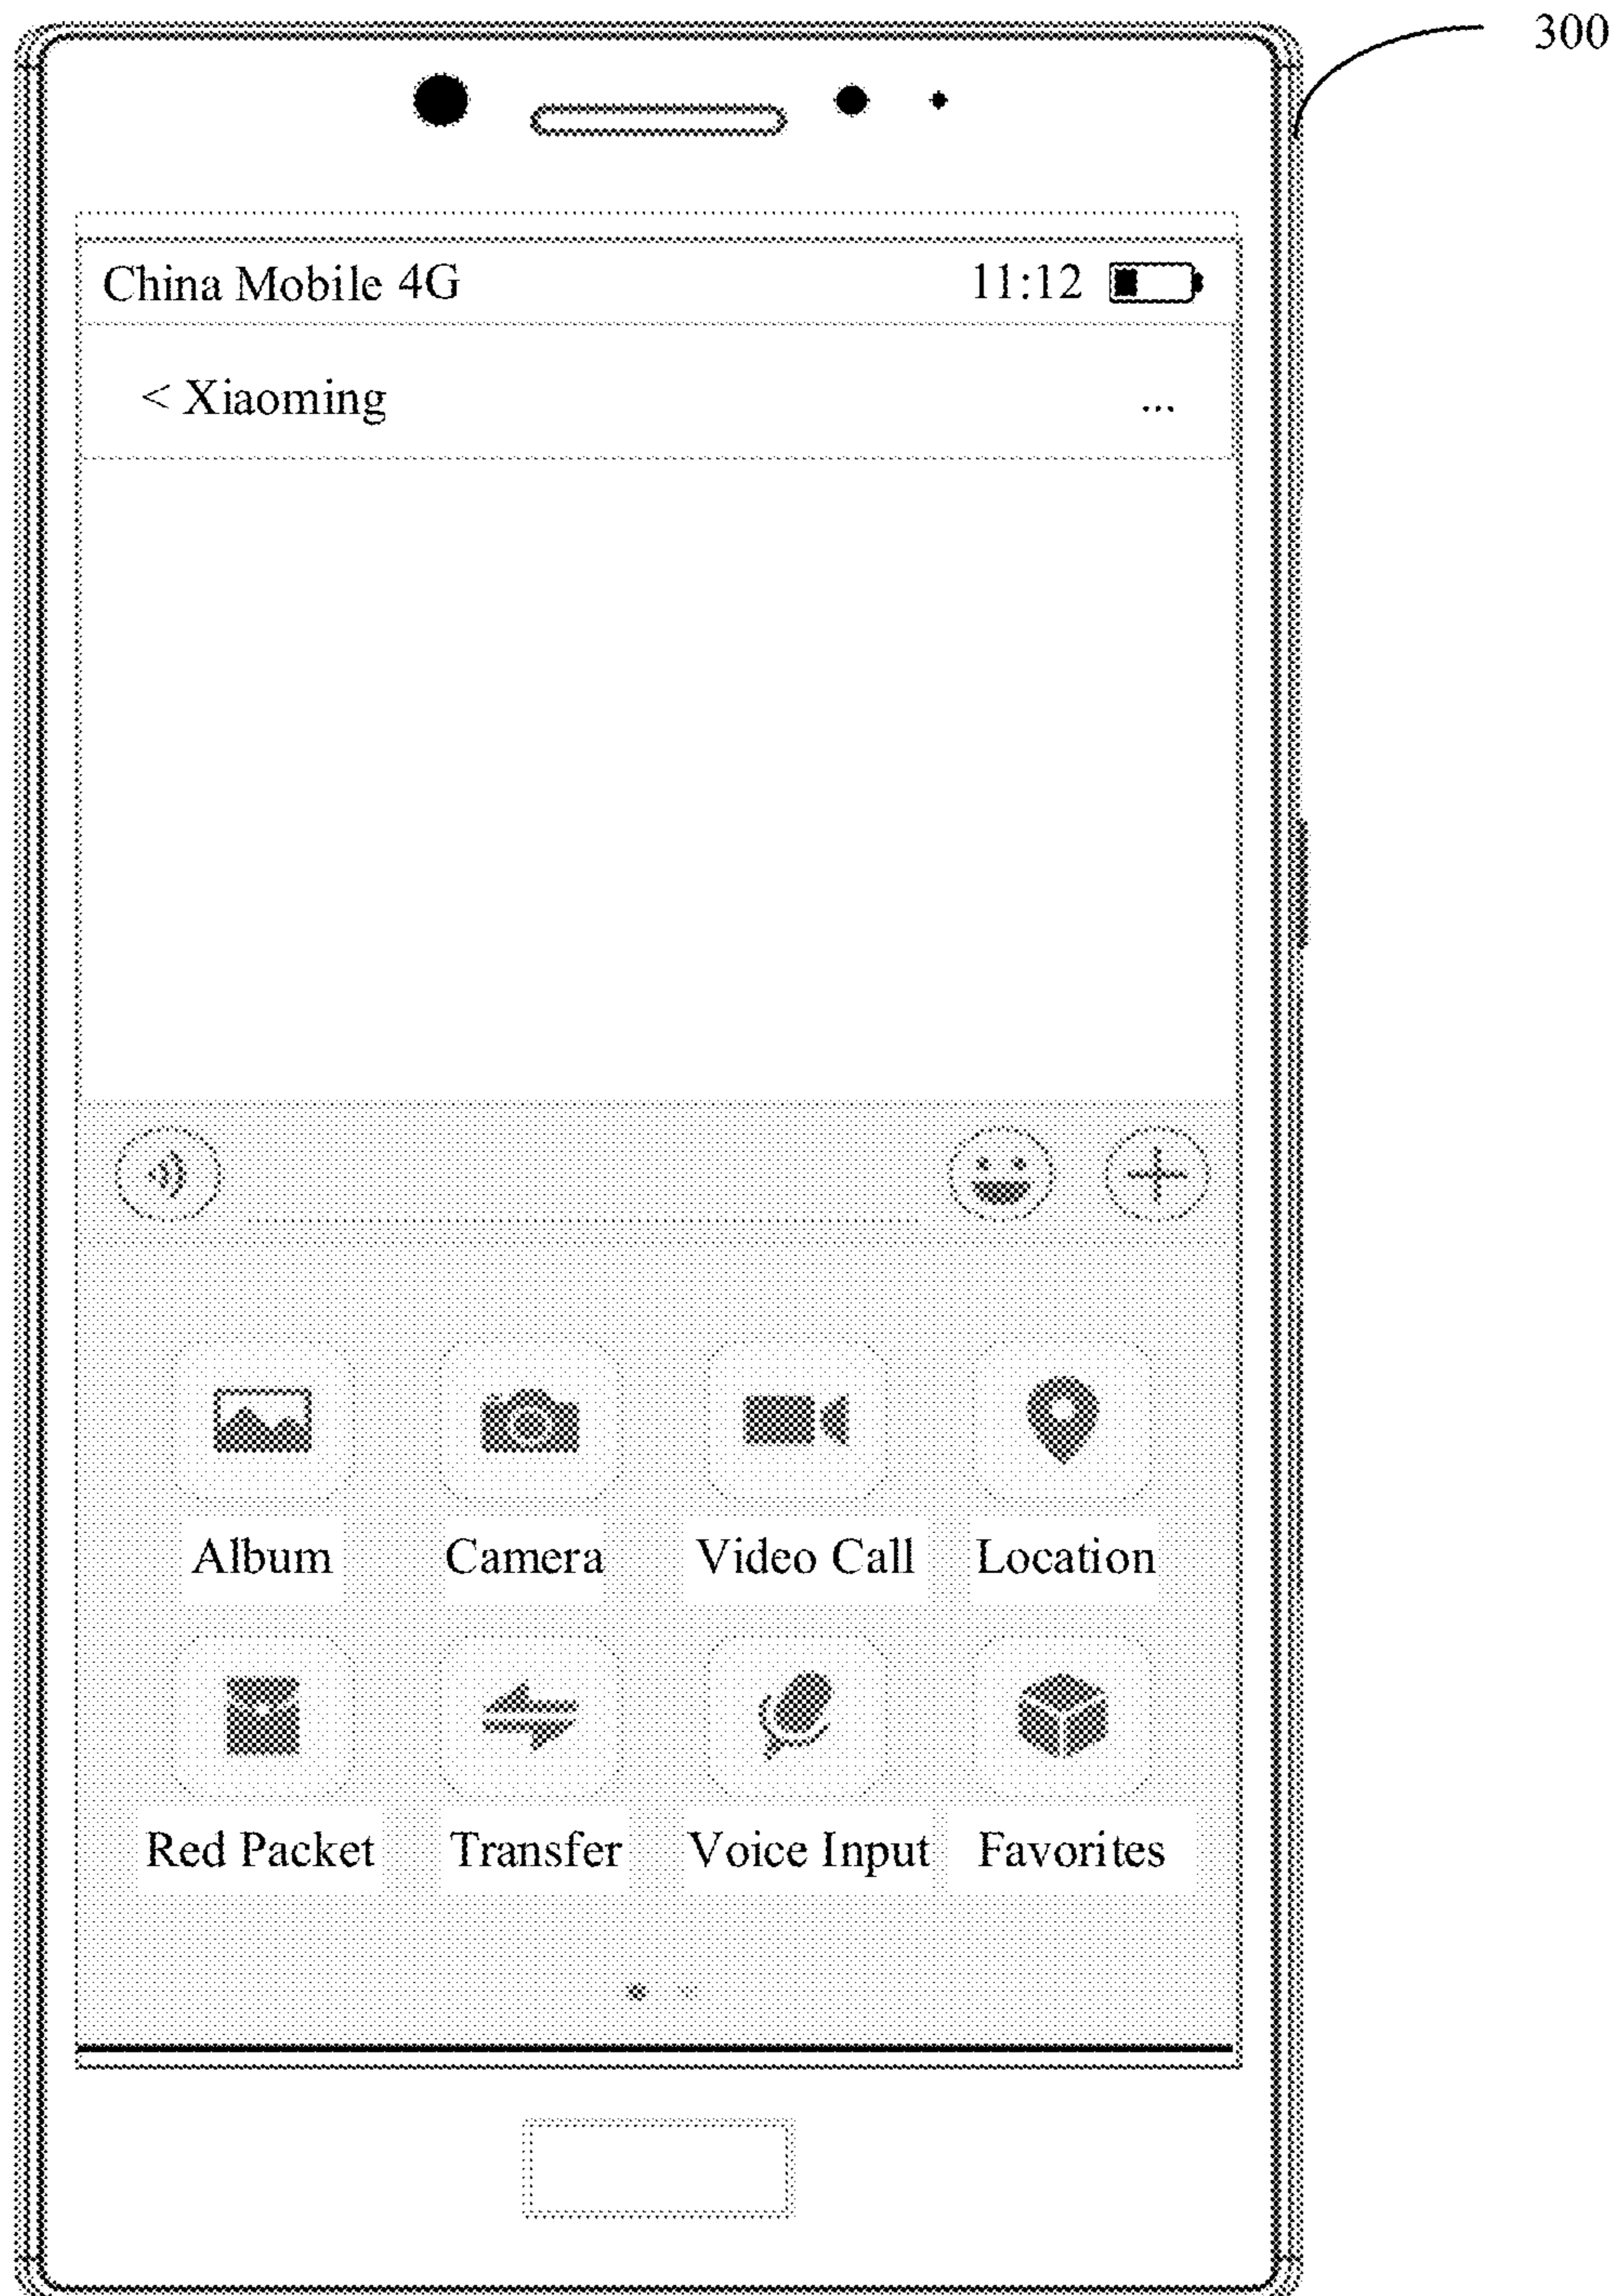 300
China Mobile 4G 11:12
< Xiaoming ...
Album Camera Video Call Location
Red Packet Transfer Voice Input Favorites